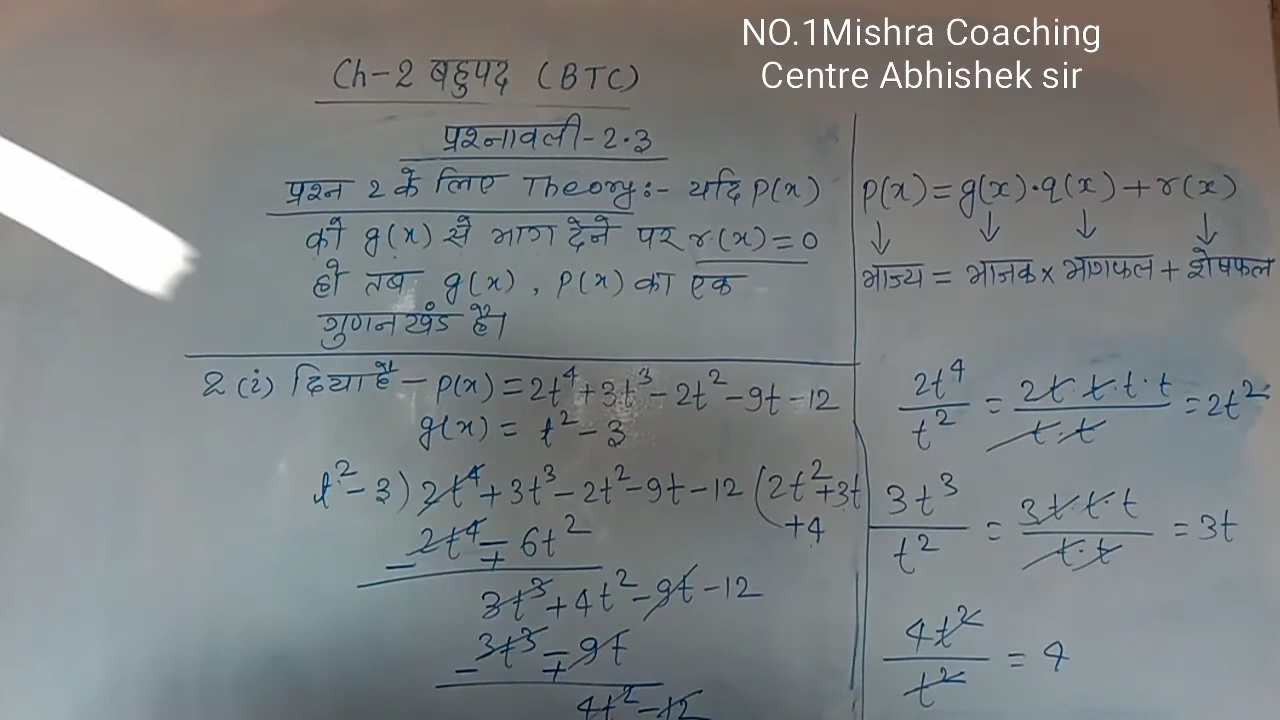 NO.1Mishra Coaching
Centre Abhishek sir
Ch-2 बहुपद (BTC)
प्रश्नावली-2.3
प्रश्न 2 के लिए Theory:- यदि p(x)
को g(x) से भाग देने पर r(x)=0
हो तब g(x), p(x) का एक
गुणनखंड है।
p(x)=g(x)·q(x)+r(x)
↓ ↓ ↓ ↓
भाज्य = भाजक × भागफल + शेषफल
2(i) दिया है - p(x) = 2t⁴+3t³-2t²-9t-12
g(x) = t²-3
t²-3) 2t⁴+3t³-2t²-9t-12 (2t²+3t
+4
2t⁴ - 6t²
- +
3t³+4t²-9t-12
3t³ - 9t
- +
4t²-12
2t⁴/t² = 2t·t·t·t/t·t = 2t²
3t³/t² = 3t·t·t/t·t = 3t
4t²/t² = 4